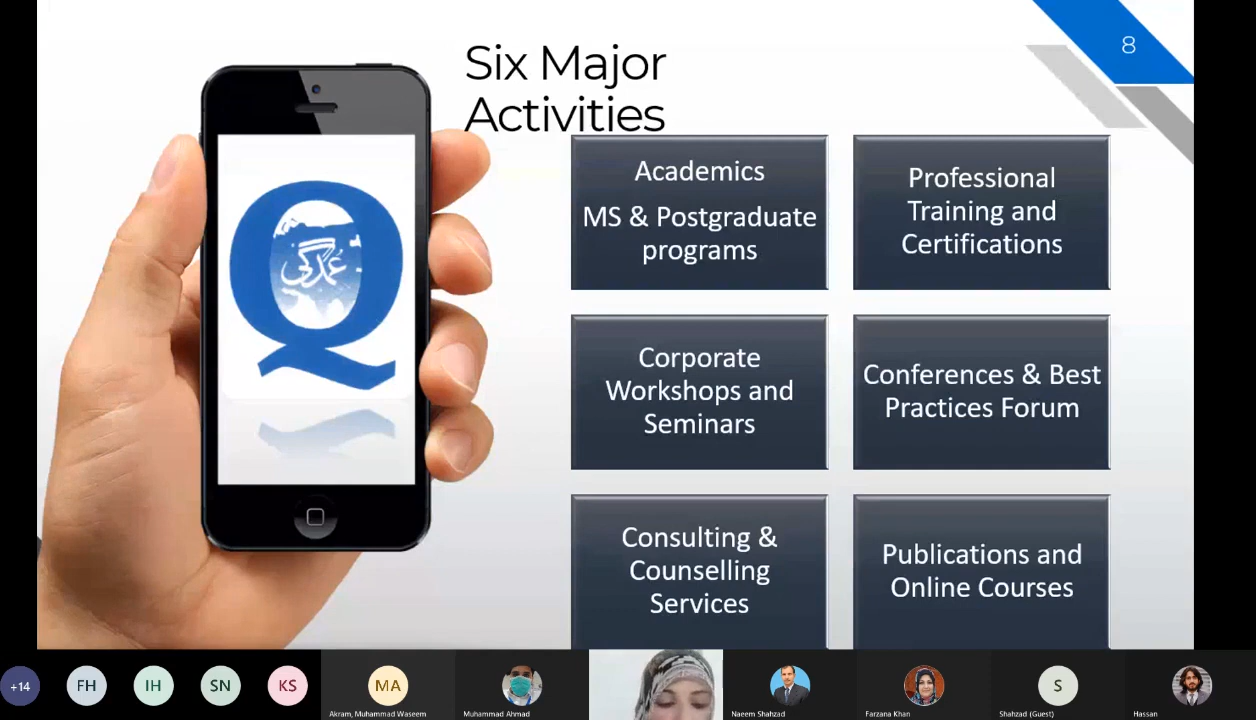 8
Six Major
Activities
عمدگی
Academics
MS & Postgraduate
programs
Professional
Training and
Certifications
Corporate
Workshops and
Seminars
Conferences & Best
Practices Forum
Consulting &
Counselling
Services
Publications and
Online Courses
+14
FH
IH
SN
KS
MA
Akram, Muhammad Waseem
Muhammad Ahmad
Naeem Shahzad
Farzana Khan
S
Shahzad (Guest)
Hassan